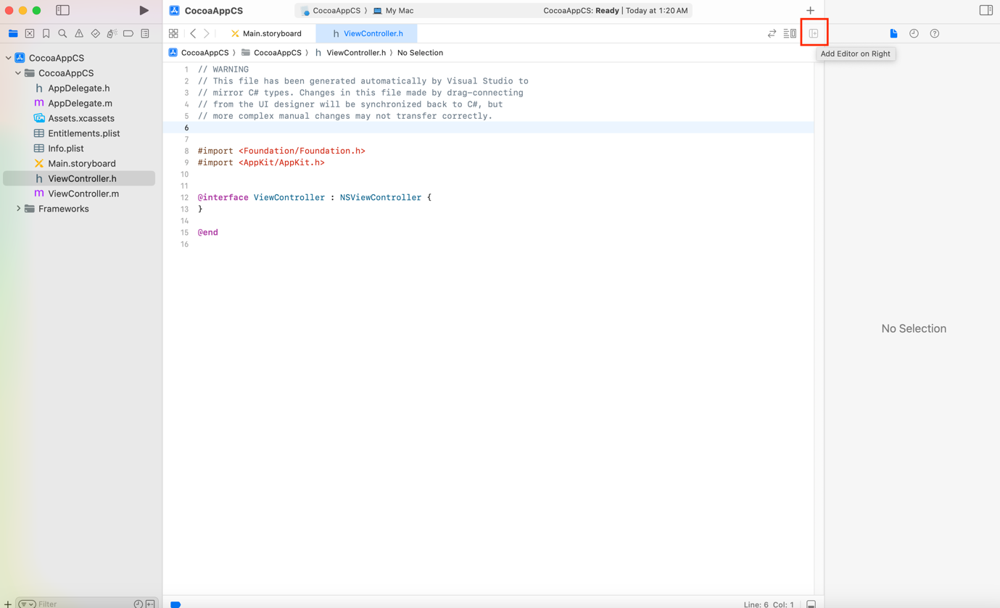 CocoaAppCS
CocoaAppCS ⟩ My Mac
CocoaAppCS: Ready | Today at 1:20 AM
Main.storyboard
h ViewController.h
Add Editor on Right
CocoaAppCS ⟩ CocoaAppCS ⟩ h ViewController.h ⟩ No Selection
CocoaAppCS
CocoaAppCS
h AppDelegate.h
m AppDelegate.m
Assets.xcassets
Entitlements.plist
Info.plist
Main.storyboard
h ViewController.h
m ViewController.m
Frameworks
1 // WARNING
2 // This file has been generated automatically by Visual Studio to
3 // mirror C# types. Changes in this file made by drag-connecting
4 // from the UI designer will be synchronized back to C#, but
5 // more complex manual changes may not transfer correctly.
6
7
8 #import <Foundation/Foundation.h>
9 #import <AppKit/AppKit.h>
10
11
12 @interface ViewController : NSViewController {
13 }
14
15 @end
16
No Selection
Filter
Line: 6 Col: 1